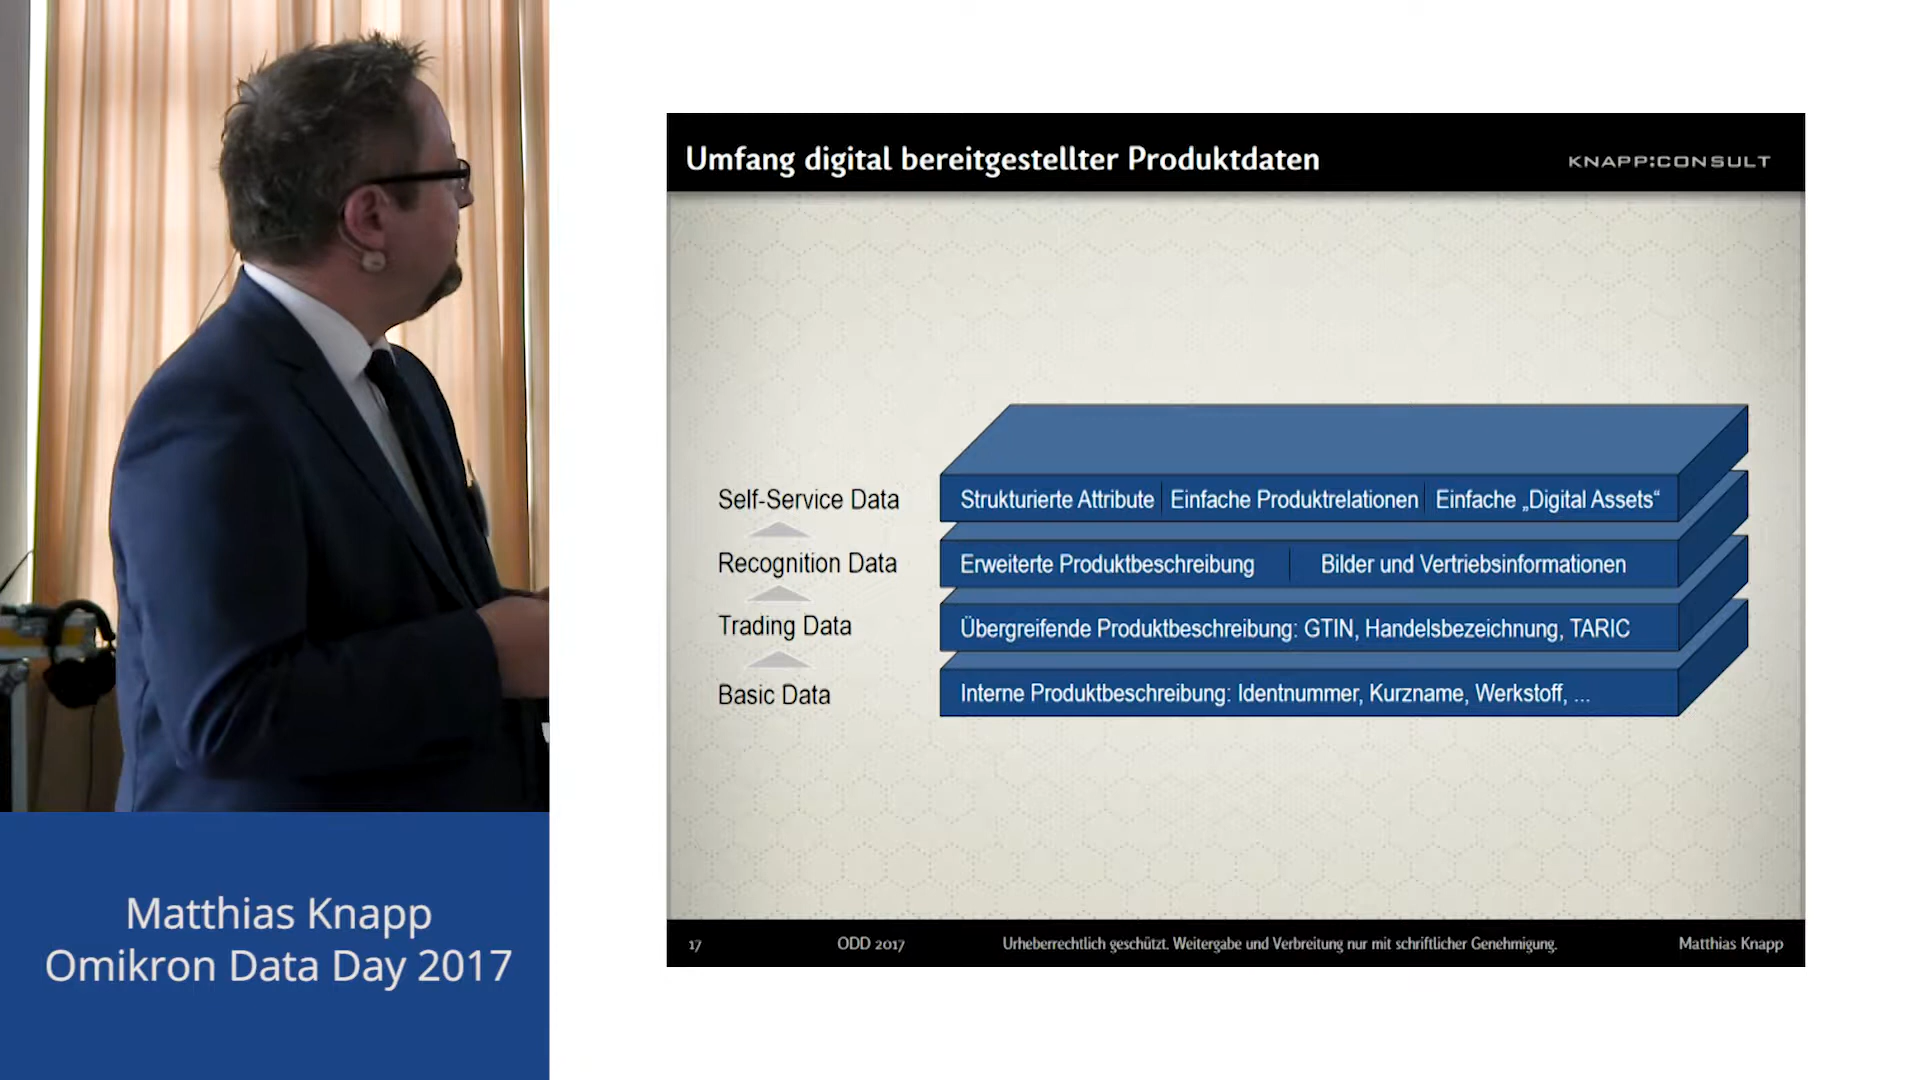 Umfang digital bereitgestellter Produktdaten
KNAPP:CONSULT
Self-Service Data
Strukturierte Attribute
Einfache Produktrelationen
Einfache „Digital Assets“
Recognition Data
Erweiterte Produktbeschreibung
Bilder und Vertriebsinformationen
Trading Data
Übergreifende Produktbeschreibung: GTIN, Handelsbezeichnung, TARIC
Basic Data
Interne Produktbeschreibung: Identnummer, Kurzname, Werkstoff, ...
17
ODD 2017
Urheberrechtlich geschützt. Weitergabe und Verbreitung nur mit schriftlicher Genehmigung.
Matthias Knapp
Matthias Knapp
Omikron Data Day 2017